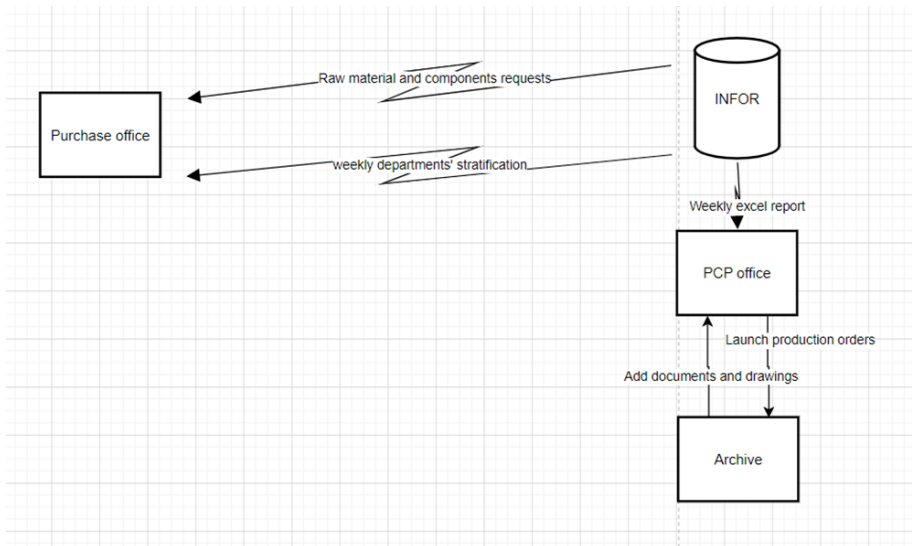 Raw material and components requests
INFOR
Purchase office
weekly departments' stratification
Weekly excel report
PCP office
Launch production orders
Add documents and drawings
Archive